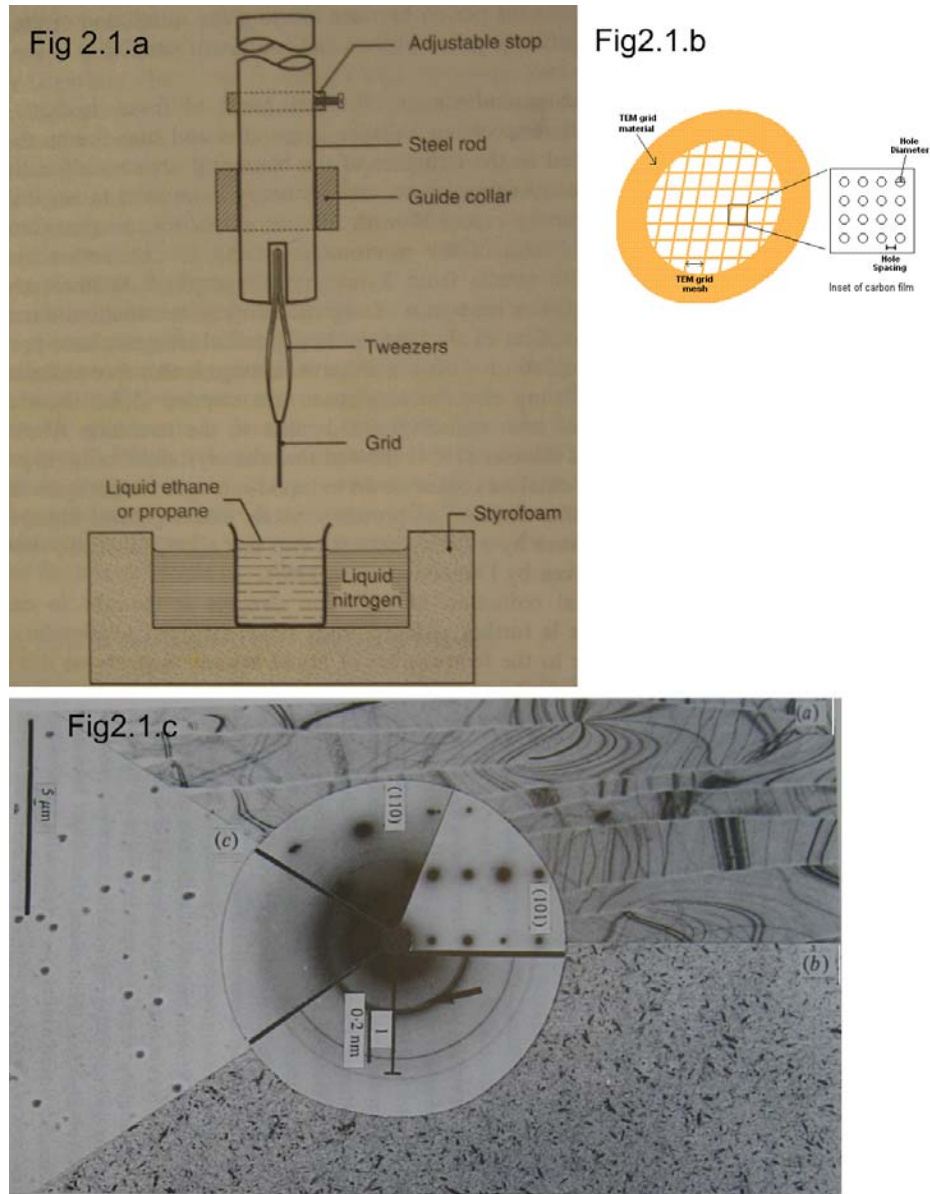 Fig 2.1.a
Adjustable stop
Steel rod
Guide collar
Tweezers
Grid
Liquid ethane
or propane
Styrofoam
Liquid
nitrogen
Fig2.1.b
TEM grid
material
Hole
Diameter
Hole
Spacing
TEM grid
mesh
Inset of carbon film
Fig2.1.c
(a)
5 μm
(110)
(c)
(101)
(b)
1
0·2 nm